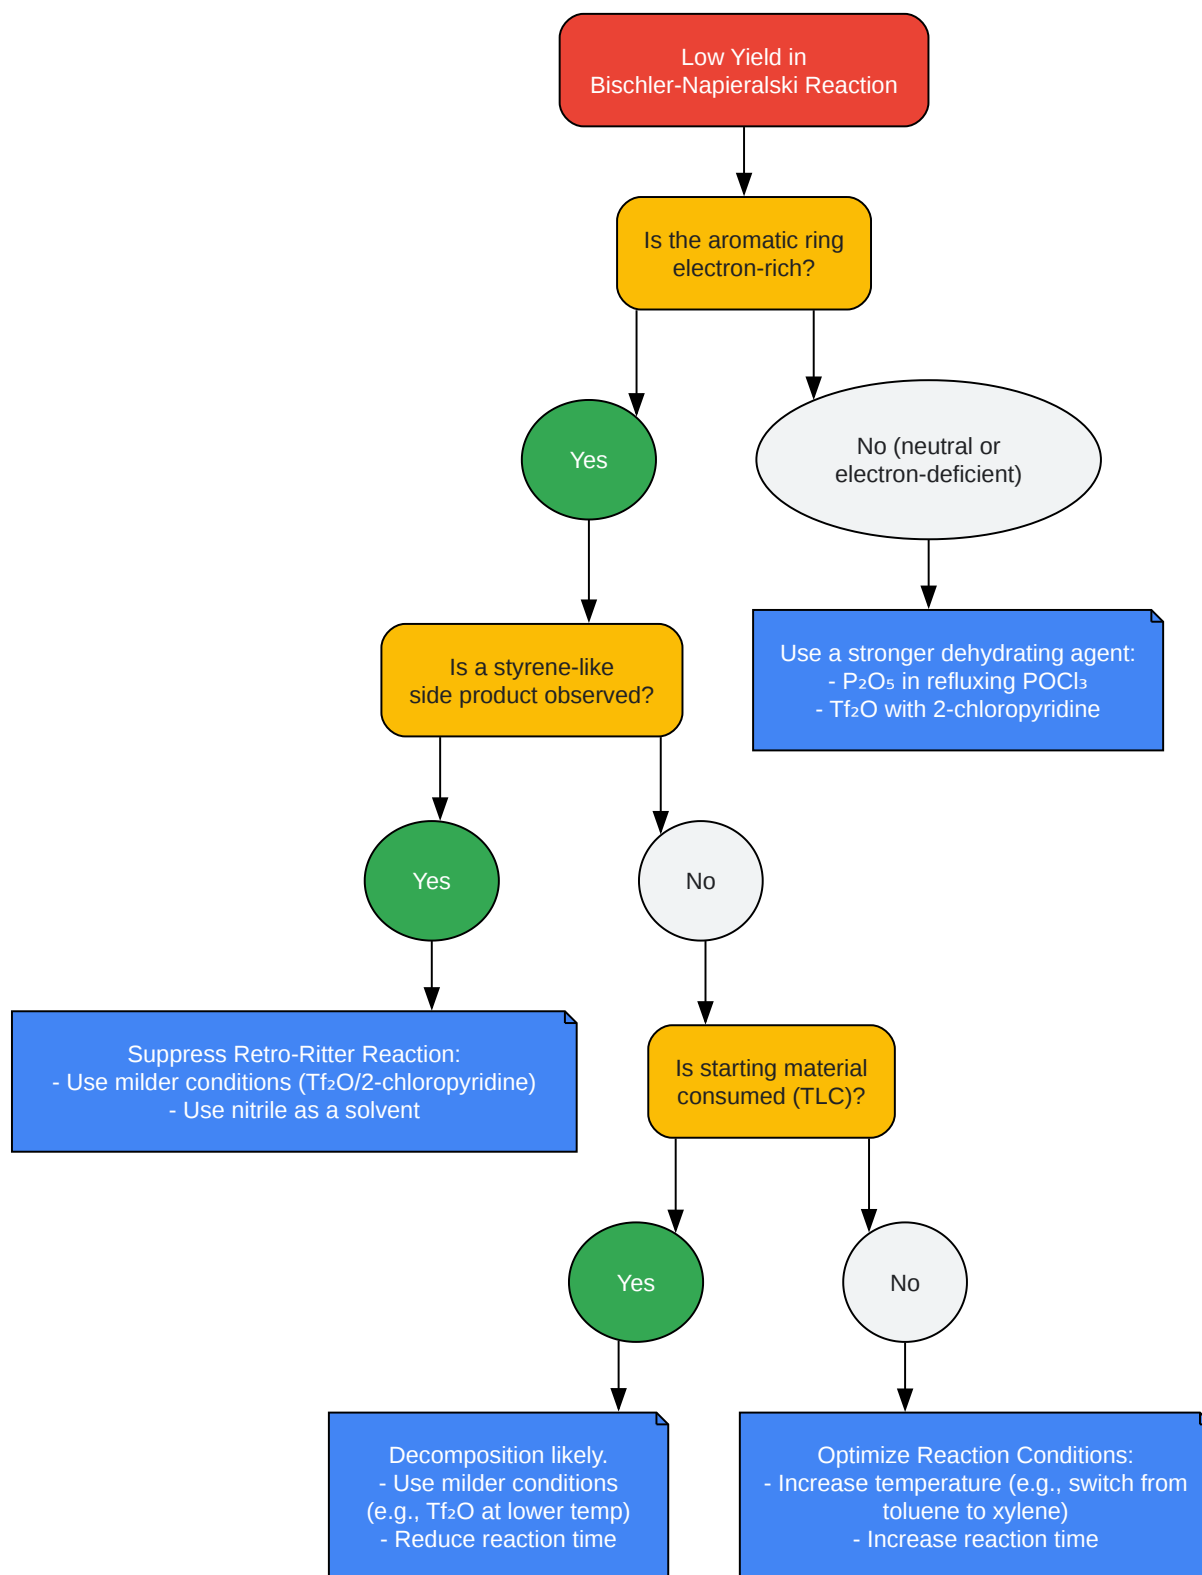 Low Yield in
Bischler-Napieralski Reaction
Is the aromatic ring
electron-rich?
Yes
No (neutral or
electron-deficient)
Is a styrene-like
side product observed?
Use a stronger dehydrating agent:
- P₂O₅ in refluxing POCl₃
- Tf₂O with 2-chloropyridine
Yes
No
Suppress Retro-Ritter Reaction:
- Use milder conditions (Tf₂O/2-chloropyridine)
- Use nitrile as a solvent
Is starting material
consumed (TLC)?
Yes
No
Decomposition likely.
- Use milder conditions
(e.g., Tf₂O at lower temp)
- Reduce reaction time
Optimize Reaction Conditions:
- Increase temperature (e.g., switch from
toluene to xylene)
- Increase reaction time